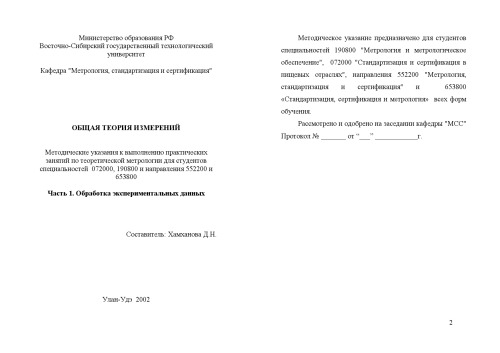 Министерство образования РФ
Восточно-Сибирский государственный технологический
университет
Кафедра "Метрология, стандартизация и сертификация"
ОБЩАЯ ТЕОРИЯ ИЗМЕРЕНИЙ
Методические указания к выполнению практических
занятий по теоретической метрологии для студентов
специальностей 072000, 190800 и направления 552200 и
653800
Часть 1. Обработка экспериментальных данных
Составитель: Хамханова Д.Н.
Улан-Удэ 2002
Методическое указание предназначено для студентов
специальностей 190800 "Метрология и метрологическое
обеспечение", 072000 "Стандартизация и сертификация в
пищевых отраслях", направления 552200 "Метрология,
стандартизация и сертификация" и 653800
«Стандартизация, сертификация и метрология» всех форм
обучения.
Рассмотрено и одобрено на заседании кафедры "МСС"
Протокол № _______ от "___" ____________г.
2